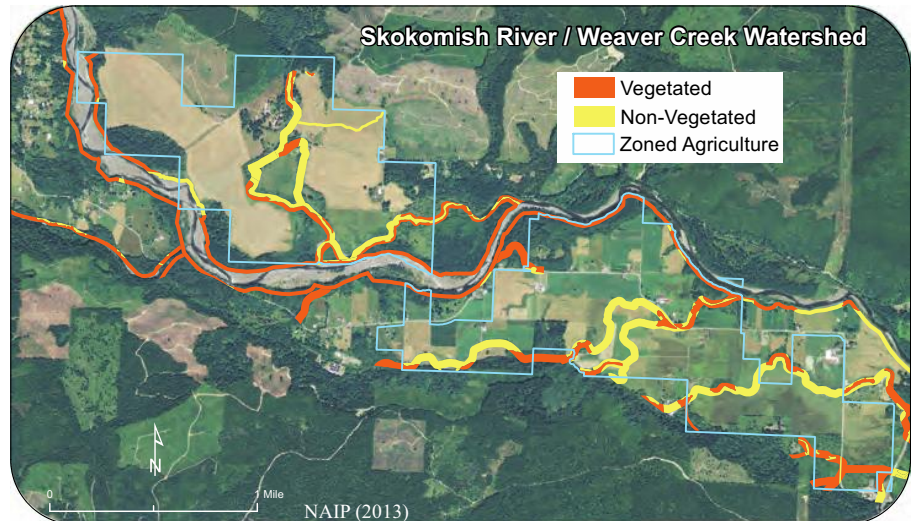 Skokomish River / Weaver Creek Watershed
Vegetated
Non-Vegetated
Zoned Agriculture
N
0 1 Mile
NAIP (2013)